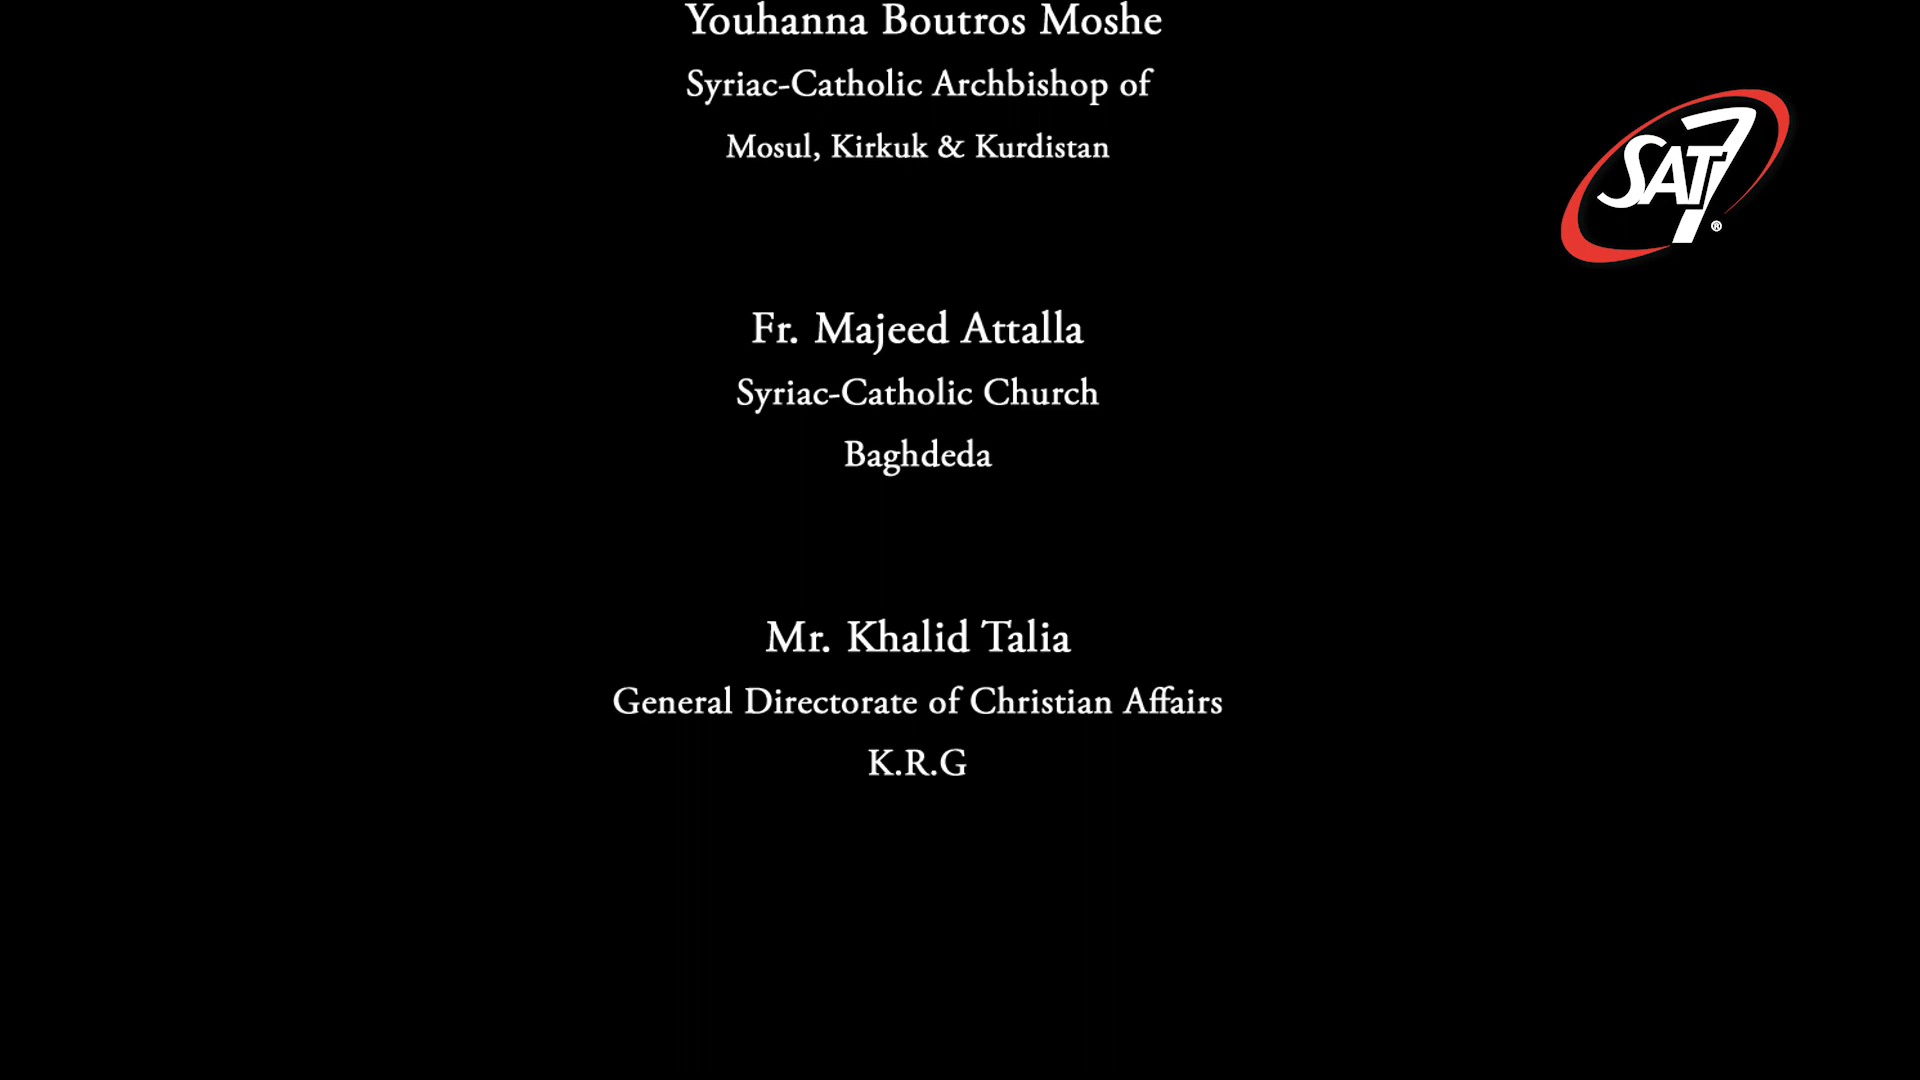 Youhanna Boutros Moshe
Syriac-Catholic Archbishop of
Mosul, Kirkuk & Kurdistan
SAT7®
Fr. Majeed Attalla
Syriac-Catholic Church
Baghdeda
Mr. Khalid Talia
General Directorate of Christian Affairs
K.R.G